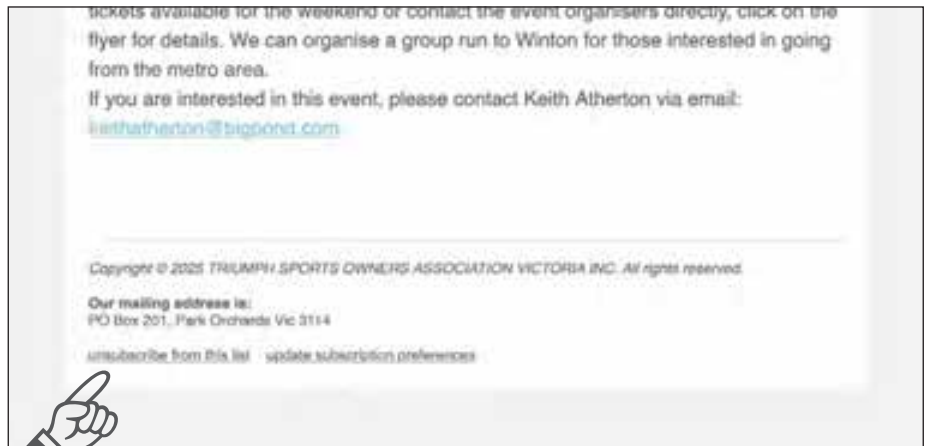 tickets available for the weekend or contact the event organisers directly, click on the
flyer for details. We can organise a group run to Winton for those interested in going
from the metro area.
If you are interested in this event, please contact Keith Atherton via email:
keithatherton@bigpond.com
Copyright © 2025 TRIUMPH SPORTS OWNERS ASSOCIATION VICTORIA INC. All rights reserved.
Our mailing address is:
PO Box 201, Park Orchards Vic 3114
unsubscribe from this list update subscription preferences